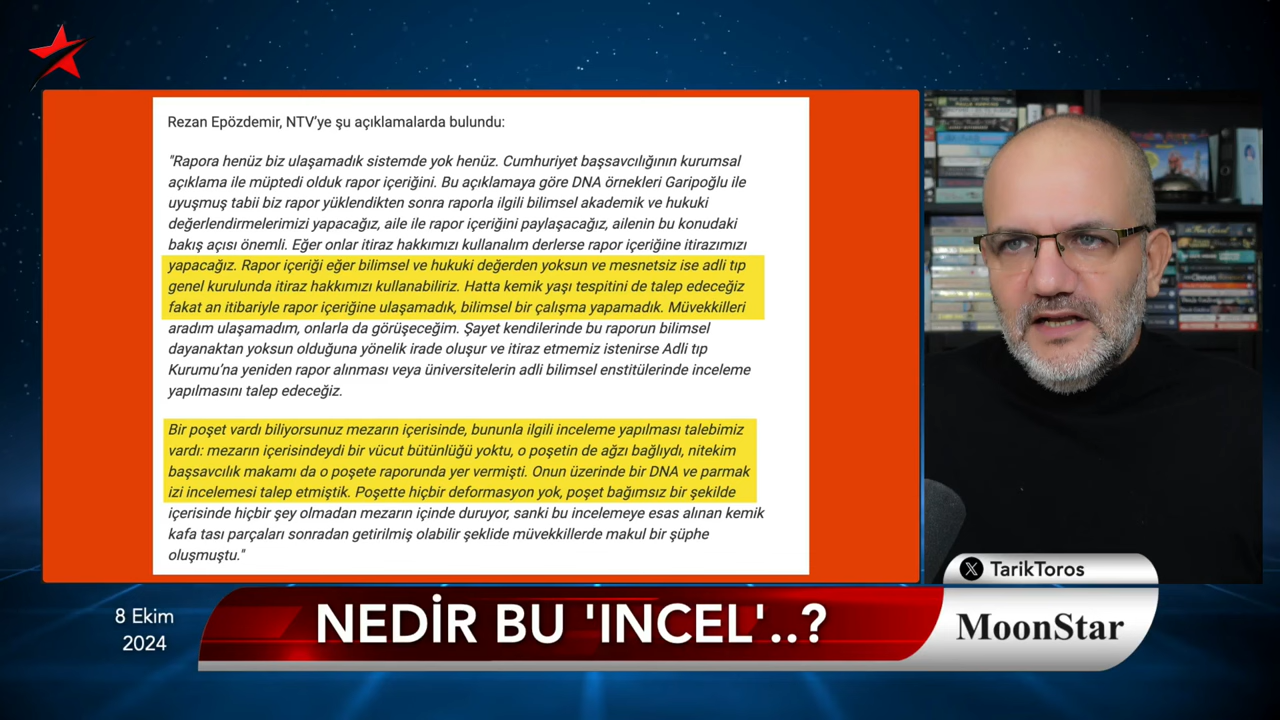 Rezan Epözdemir, NTV'ye şu açıklamalarda bulundu:
"Rapora henüz biz ulaşamadık sistemde yok henüz. Cumhuriyet başsavcılığının kurumsal
açıklama ile müptedi olduk rapor içeriğini. Bu açıklamaya göre DNA örnekleri Garipoğlu ile
uyuşmuş tabii biz rapor yüklendikten sonra raporla ilgili bilimsel akademik ve hukuki
değerlendirmelerimizi yapacağız, aile ile rapor içeriğini paylaşacağız, ailenin bu konudaki
bakış açısı önemli. Eğer onlar itiraz hakkımızı kullanalım derlerse rapor içeriğine itirazımızı
yapacağız. Rapor içeriği eğer bilimsel ve hukuki değerden yoksun ve mesnetsiz ise adli tıp
genel kurulunda itiraz hakkımızı kullanabiliriz. Hatta kemik yaşı tespitini de talep edeceğiz
fakat an itibariyle rapor içeriğine ulaşamadık, bilimsel bir çalışma yapamadık. Müvekkilleri
aradım ulaşamadım, onlarla da görüşeceğim. Şayet kendilerinde bu raporun bilimsel
dayanaktan yoksun olduğuna yönelik irade oluşur ve itiraz etmemiz istenirse Adli tıp
Kurumu'na yeniden rapor alınması veya üniversitelerin adli bilimsel enstitülerinde inceleme
yapılmasını talep edeceğiz.
Bir poşet vardı biliyorsunuz mezarın içerisinde, bununla ilgili inceleme yapılması talebimiz
vardı: mezarın içerisindeydi bir vücut bütünlüğü yoktu, o poşetin de ağzı bağlıydı, nitekim
başsavcılık makamı da o poşete raporunda yer vermişti. Onun üzerinde bir DNA ve parmak
izi incelemesi talep etmiştik. Poşette hiçbir deformasyon yok, poşet bağımsız bir şekilde
içerisinde hiçbir şey olmadan mezarın içinde duruyor, sanki bu incelemeye esas alınan kemik
kafa tası parçaları sonradan getirilmiş olabilir şeklide müvekkillerde makul bir şüphe
oluşmuştu."
X TarikToros
8 Ekim
2024
NEDİR BU 'INCEL'..?
MoonStar